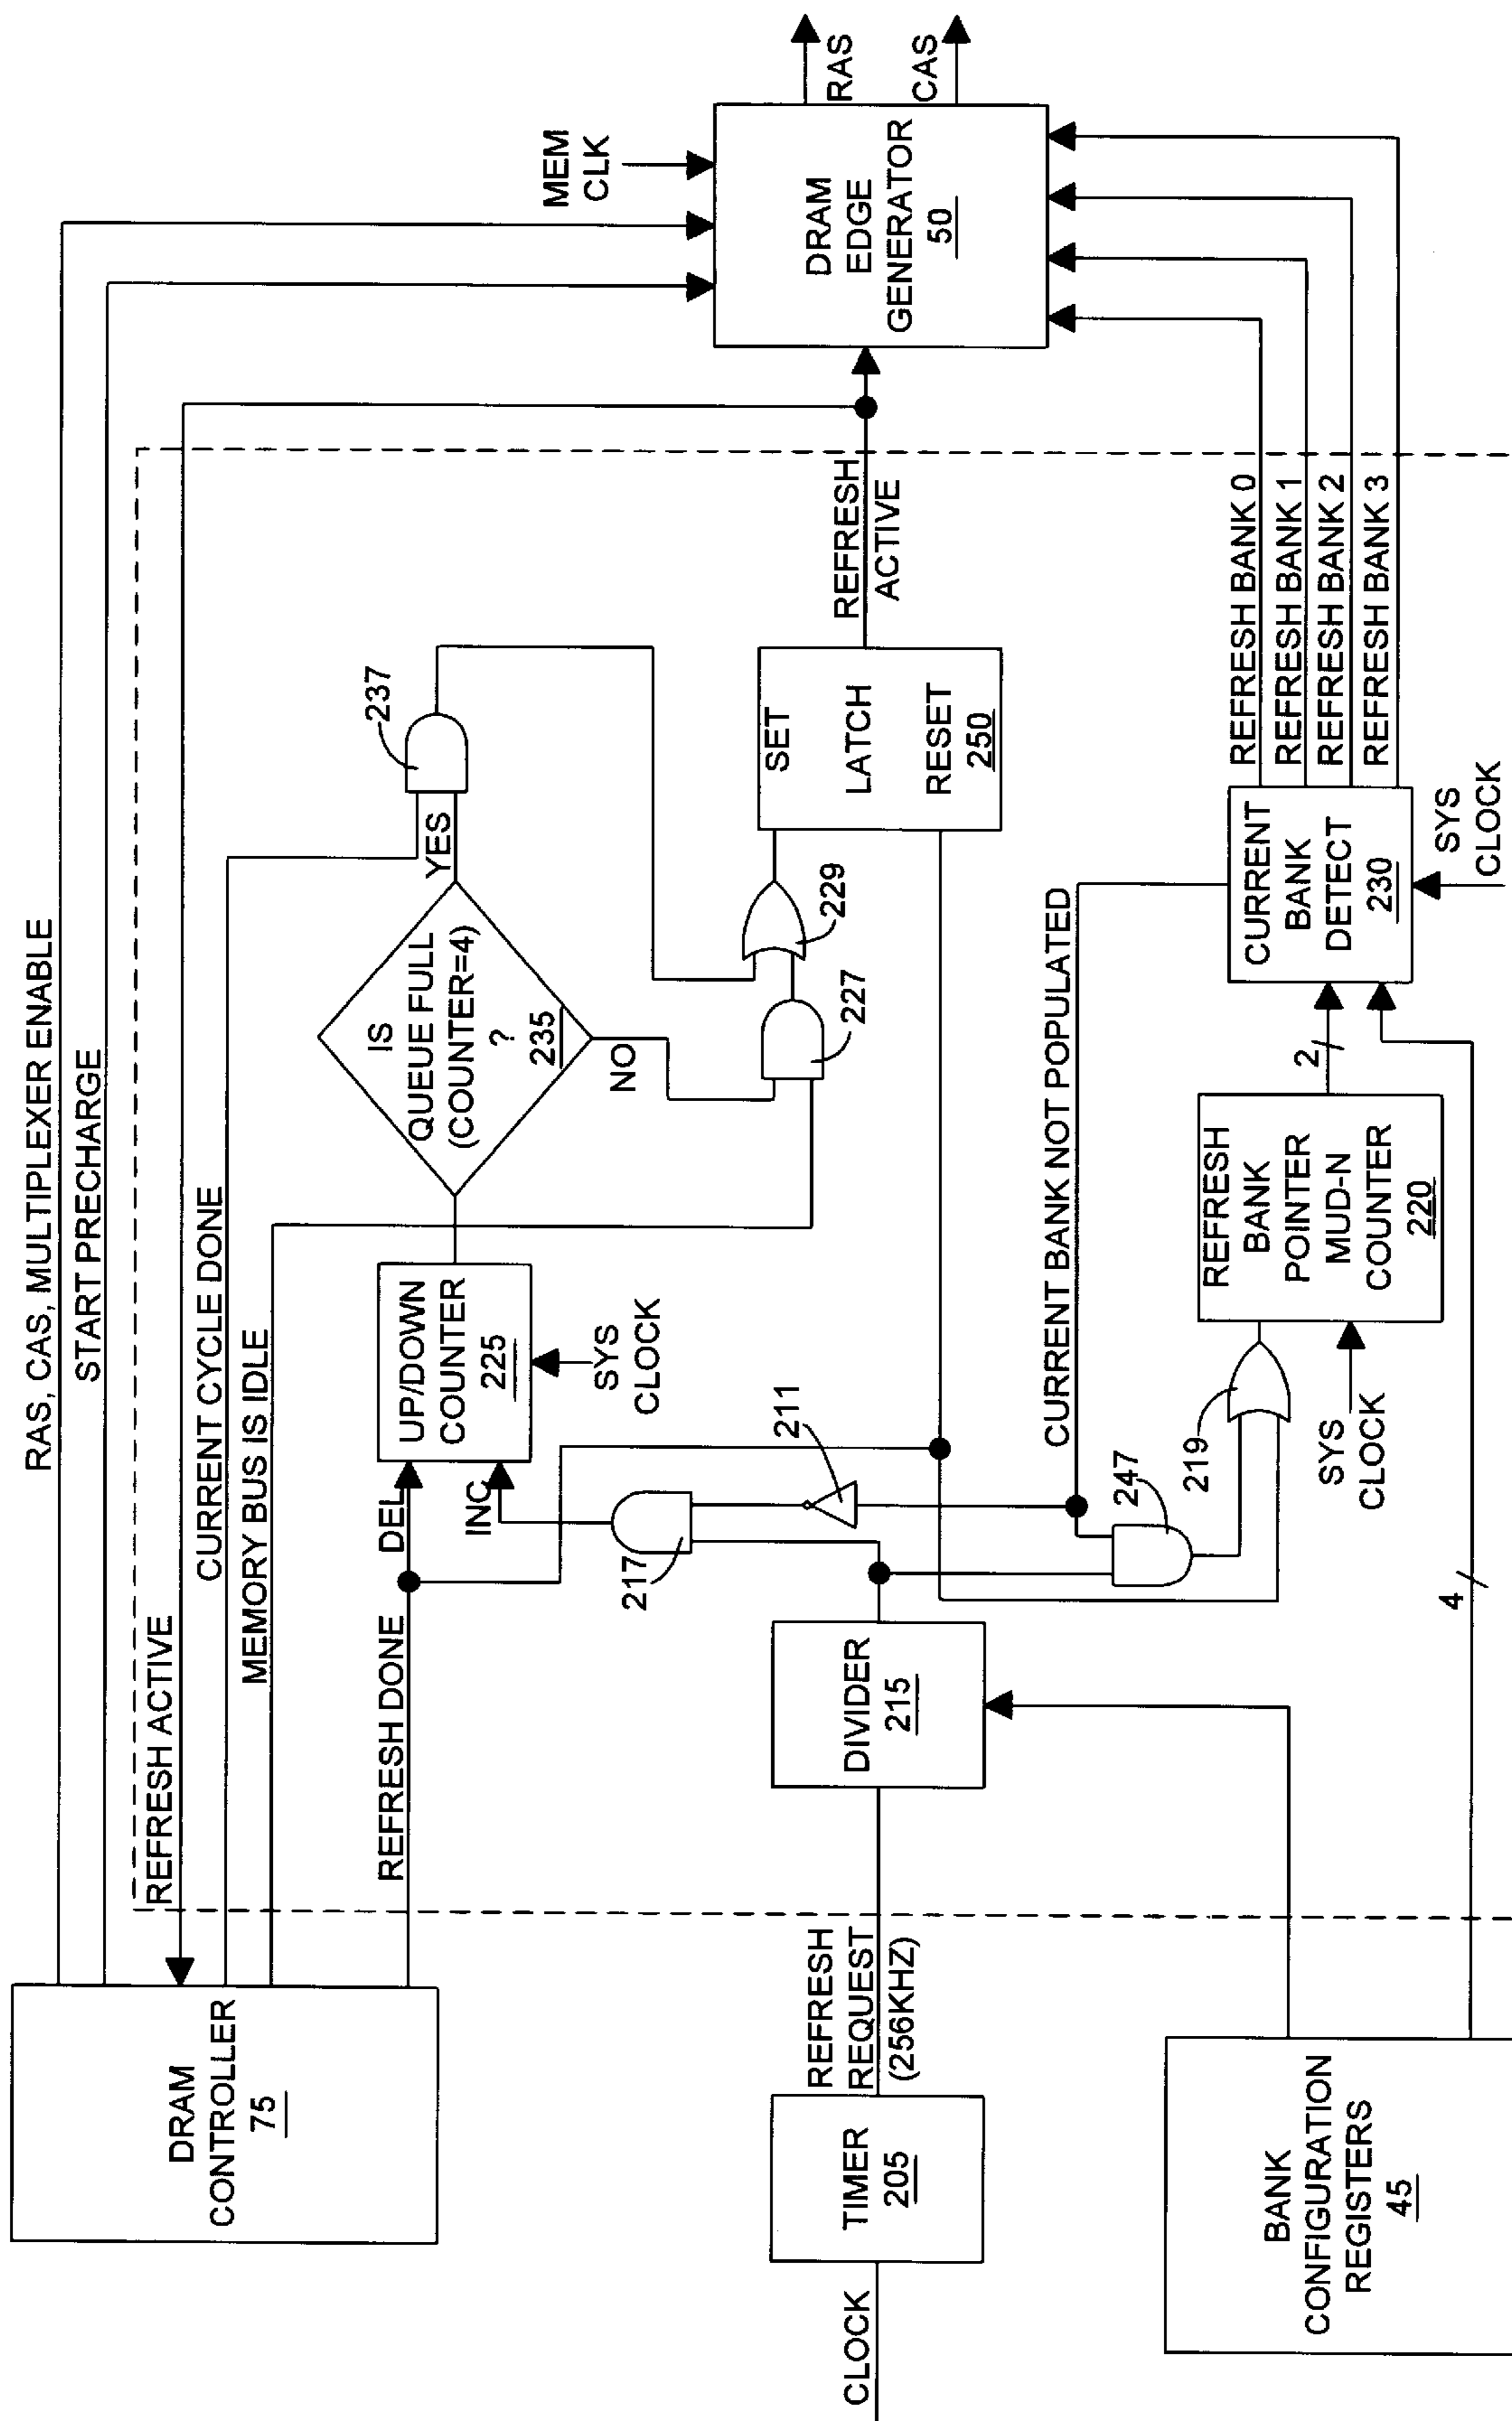 RAS, CAS, MULTIPLEXER ENABLE
START PRECHARGE
REFRESH ACTIVE
CURRENT CYCLE DONE
MEMORY BUS IS IDLE
DRAM
CONTROLLER
75
REFRESH DONE
DEL
INC
UP/DOWN
COUNTER
225
SYS
CLOCK
IS
QUEUE FULL
(COUNTER=4)
?
235
YES
NO
237
227
229
SET
LATCH
RESET
250
REFRESH
ACTIVE
MEM
CLK
DRAM
EDGE
GENERATOR
50
RAS
CAS
CLOCK
TIMER
205
REFRESH
REQUEST
(256KHZ)
DIVIDER
215
217
211
247
219
CURRENT BANK NOT POPULATED
SYS
CLOCK
REFRESH
BANK
POINTER
MUD-N
COUNTER
220
2
CURRENT
BANK
DETECT
230
SYS
CLOCK
REFRESH BANK 0
REFRESH BANK 1
REFRESH BANK 2
REFRESH BANK 3
BANK
CONFIGURATION
REGISTERS
45
4